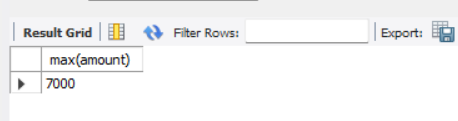 Result Grid Filter Rows: Export:
max(amount)
7000